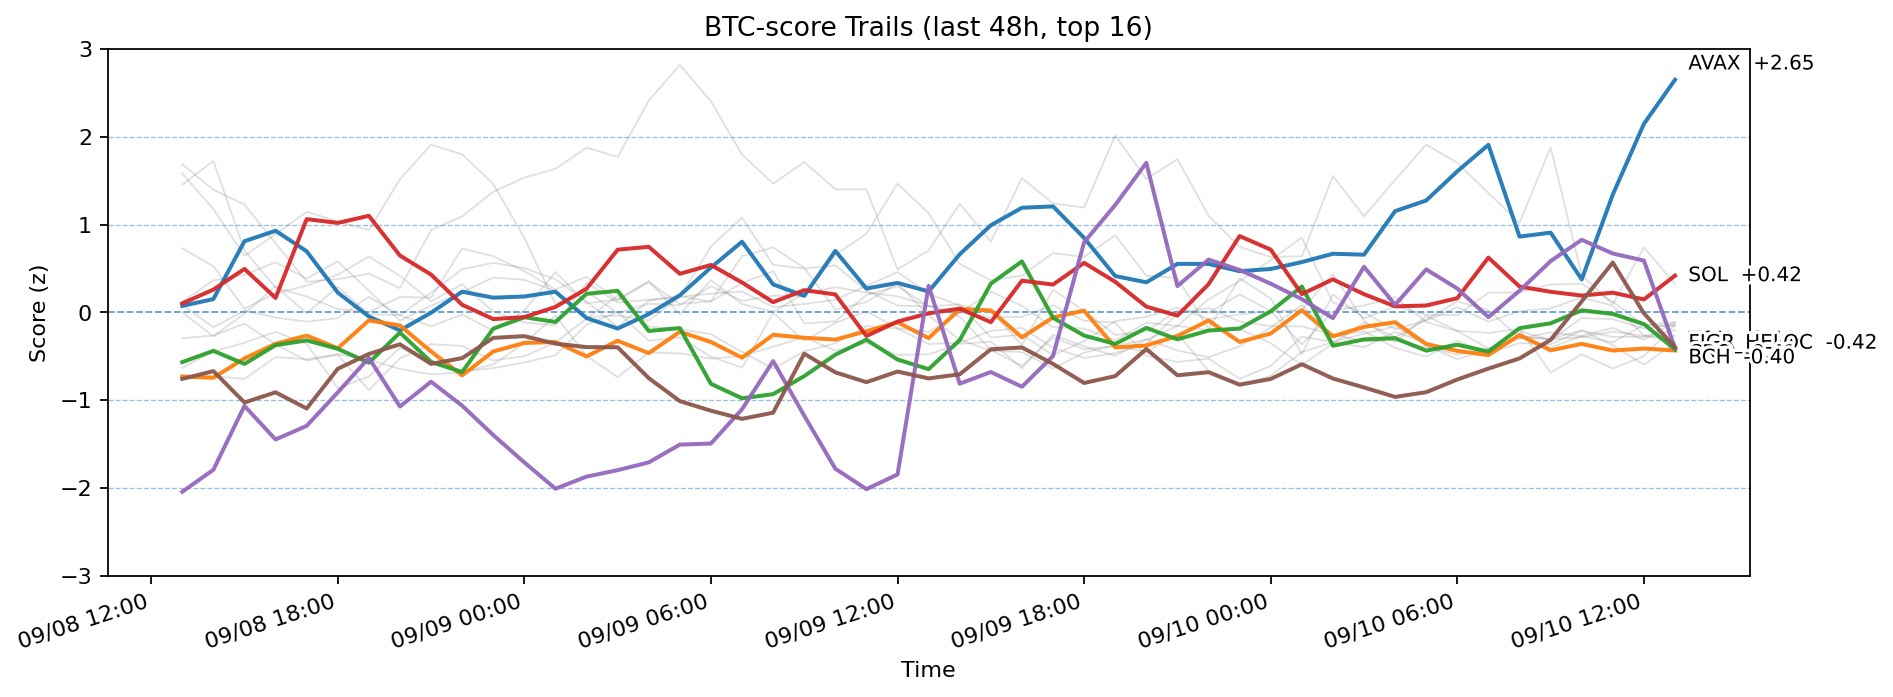 BTC-score Trails (last 48h, top 16)
Score (z)
3
2
1
0
−1
−2
−3
AVAX +2.65
SOL +0.42
HELOC -0.42
-0.40
09/08 12:00
09/08 18:00
09/09 00:00
09/09 06:00
09/09 12:00
09/09 18:00
09/10 00:00
09/10 06:00
09/10 12:00
Time